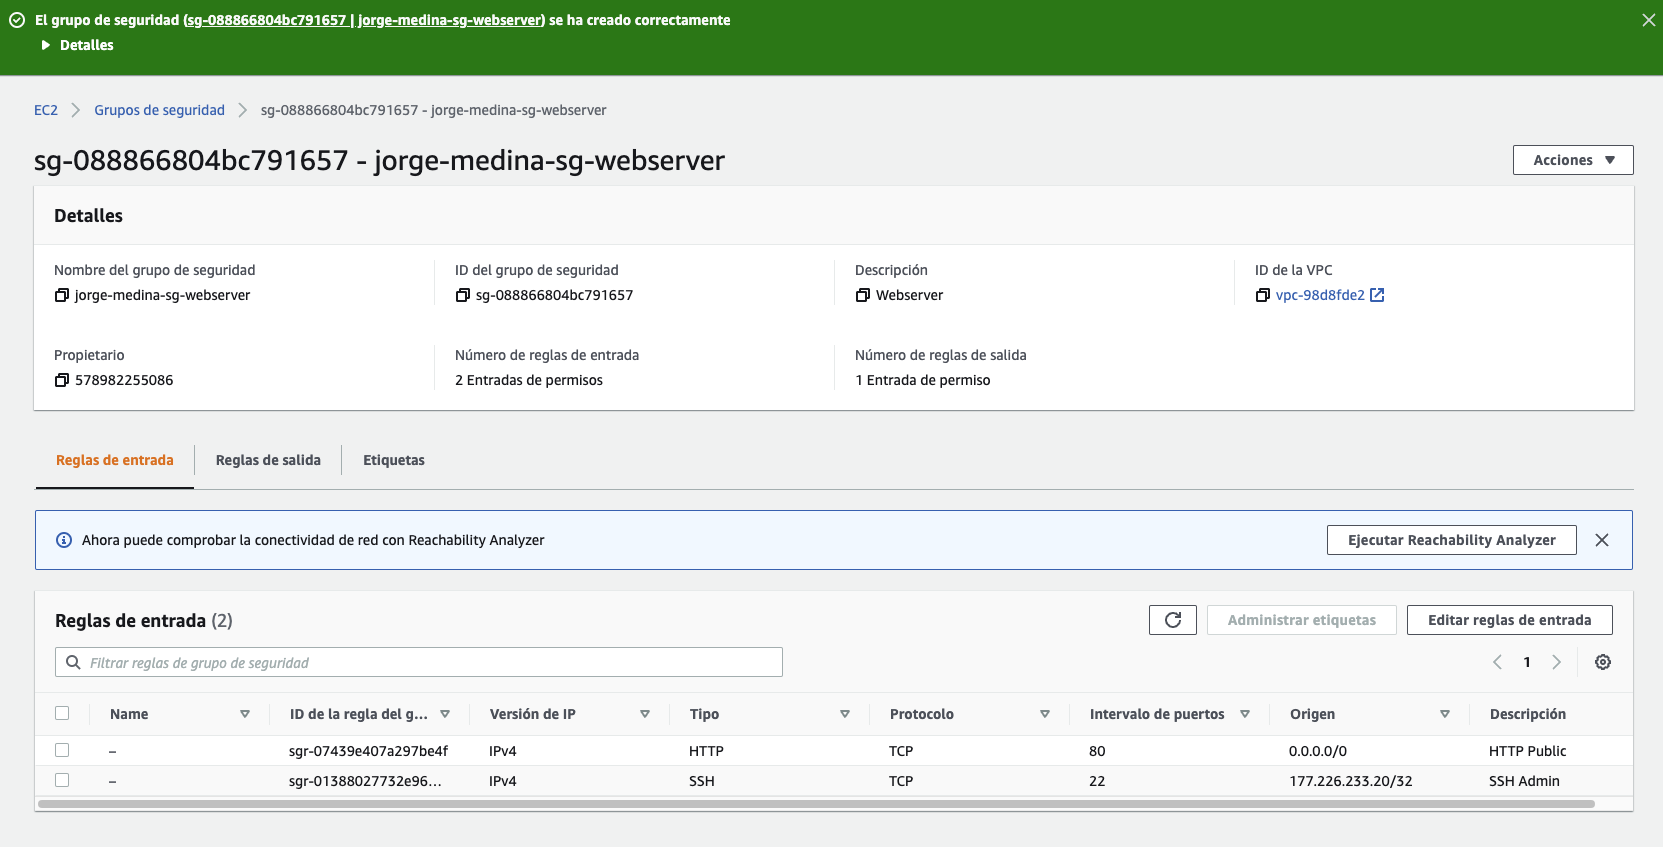 El grupo de seguridad (sg-088866804bc791657 | jorge-medina-sg-webserver) se ha creado correctamente
Detalles
EC2 Grupos de seguridad sg-088866804bc791657 - jorge-medina-sg-webserver
sg-088866804bc791657 - jorge-medina-sg-webserver
Acciones
Detalles
Nombre del grupo de seguridad
jorge-medina-sg-webserver
ID del grupo de seguridad
sg-088866804bc791657
Descripción
Webserver
ID de la VPC
vpc-98d8fde2
Propietario
578982255086
Número de reglas de entrada
2 Entradas de permisos
Número de reglas de salida
1 Entrada de permiso
Reglas de entrada Reglas de salida Etiquetas
Ahora puede comprobar la conectividad de red con Reachability Analyzer
Ejecutar Reachability Analyzer
Reglas de entrada (2)
Administrar etiquetas
Editar reglas de entrada
Filtrar reglas de grupo de seguridad
1
Name ID de la regla del g... Versión de IP Tipo Protocolo Intervalo de puertos Origen Descripción
– sgr-07439e407a297be4f IPv4 HTTP TCP 80 0.0.0.0/0 HTTP Public
– sgr-01388027732e96... IPv4 SSH TCP 22 177.226.233.20/32 SSH Admin